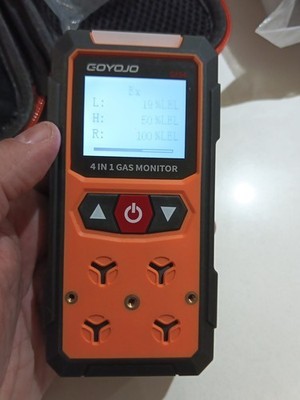 GOYOJO
Ex
L: 19%LEL
H: 50%LEL
R: 100%LEL
4 IN 1 GAS MONITOR